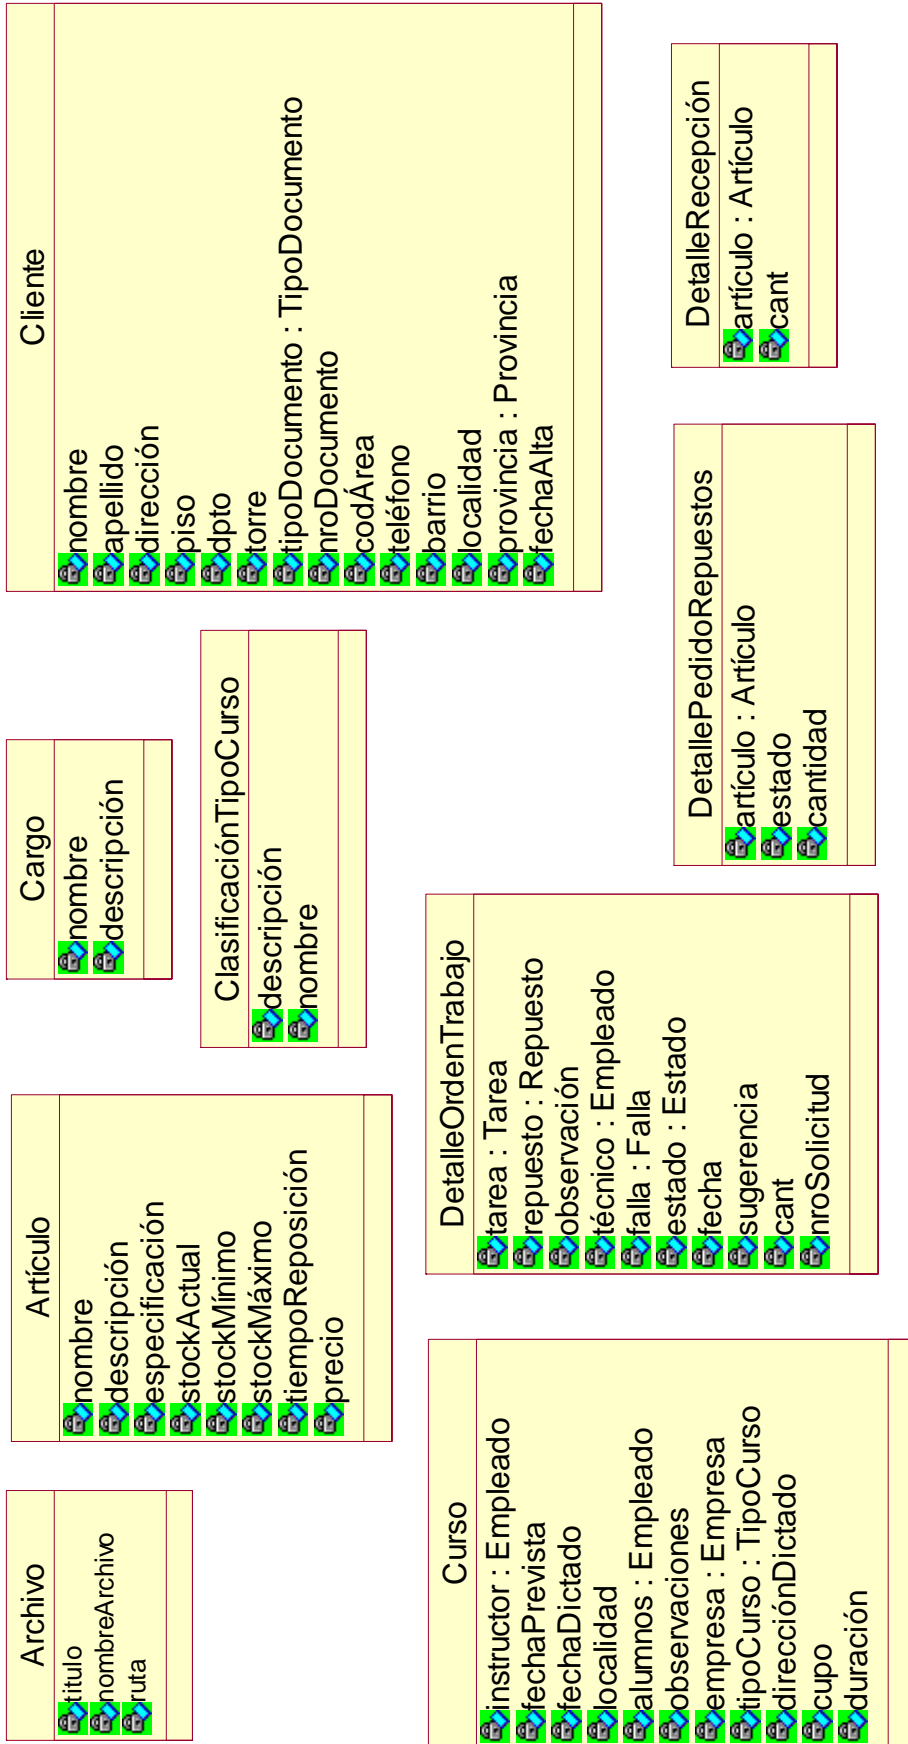 Archivo
titulo
nombreArchivo
ruta
Artículo
nombre
descripción
especificación
stockActual
stockMínimo
stockMáximo
tiempoReposición
precio
Cargo
nombre
descripción
ClasificaciónTipoCurso
descripción
nombre
Cliente
nombre
apellido
dirección
piso
dpto
torre
tipoDocumento : TipoDocumento
nroDocumento
codÁrea
teléfono
barrio
localidad
provincia : Provincia
fechaAlta
Curso
instructor : Empleado
fechaPrevista
fechaDictado
localidad
alumnos : Empleado
observaciones
empresa : Empresa
tipoCurso : TipoCurso
direcciónDictado
cupo
duración
DetalleOrdenTrabajo
tarea : Tarea
repuesto : Repuesto
observación
técnico : Empleado
falla : Falla
estado : Estado
fecha
sugerencia
cant
nroSolicitud
DetallePedidoRepuestos
artículo : Artículo
estado
cantidad
DetalleRecepción
artículo : Artículo
cant